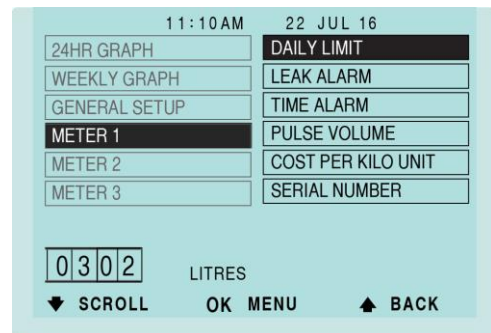 11:10AM 22 JUL 16
24HR GRAPH
WEEKLY GRAPH
GENERAL SETUP
METER 1
METER 2
METER 3
DAILY LIMIT
LEAK ALARM
TIME ALARM
PULSE VOLUME
COST PER KILO UNIT
SERIAL NUMBER
0302 LITRES
SCROLL OK MENU BACK